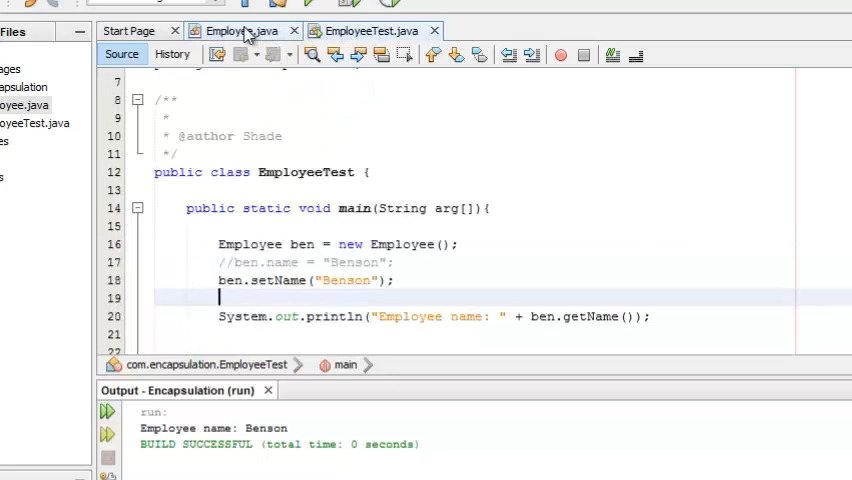 Start Page
Employee.java
EmployeeTest.java
Files
Source
History
ages
apsulation
oyee.java
oyeeTest.java
es
s
7
8 /**
9 *
10 * @author Shade
11 */
12 public class EmployeeTest {
13
14 public static void main(String arg[]){
15
16 Employee ben = new Employee();
17 //ben.name = "Benson";
18 ben.setName("Benson");
19
20 System.out.println("Employee name: " + ben.getName());
21
22
com.encapsulation.EmployeeTest
main
Output - Encapsulation (run)
run:
Employee name: Benson
BUILD SUCCESSFUL (total time: 0 seconds)